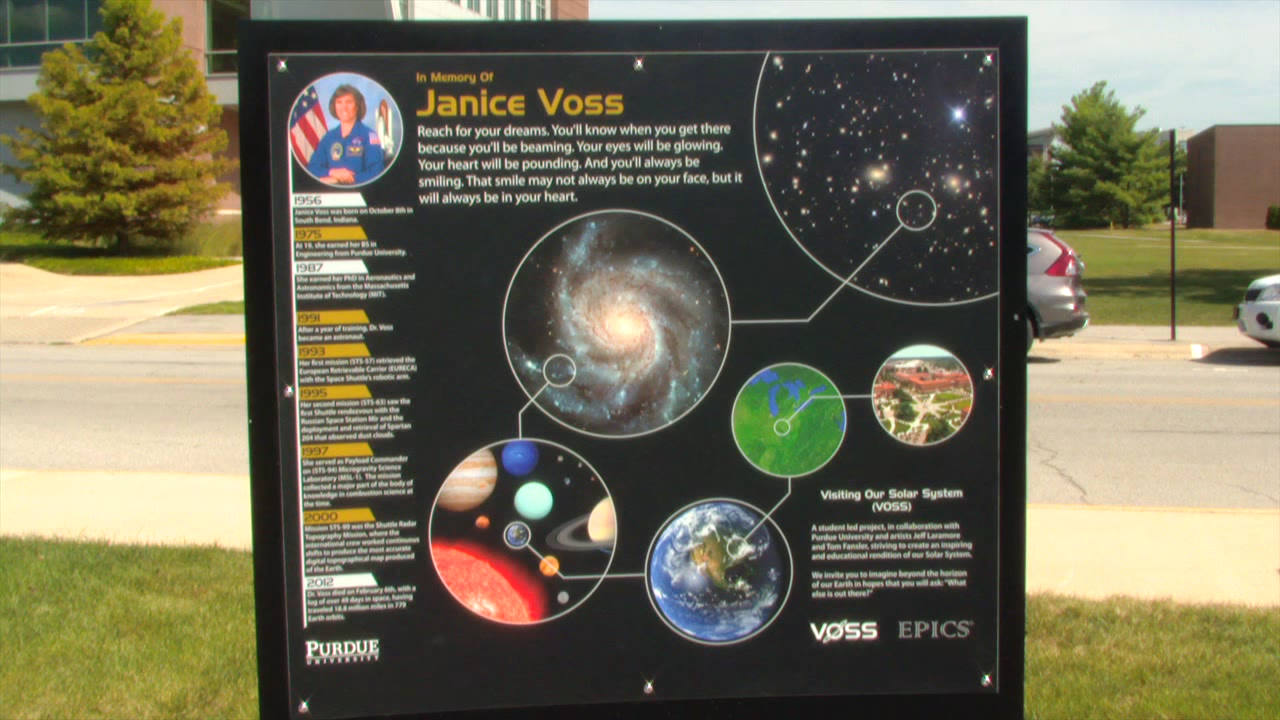 In Memory Of
Janice Voss
Reach for your dreams. You'll know when you get there
because you'll be beaming. Your eyes will be glowing.
Your heart will be pounding. And you'll always be
smiling. That smile may not always be on your face, but it
will always be in your heart.
1956
Janice Voss was born on October 8th in
South Bend, Indiana.
1975
At 19, she earned her BS in
Engineering from Purdue University.
1987
She earned her PhD in Aeronautics and
Astronomics from the Massachusetts
Institute of Technology (MIT).
1991
After a year of training, Dr. Voss
became an astronaut.
1993
Her first mission (STS-57) retrieved the
European Retrievable Carrier (EURECA)
with the Space Shuttle's robotic arm.
1995
Her second mission (STS-63) saw the
first Shuttle rendezvous with the
Russian Space Station Mir and the
deployment and retrieval of Spartan
204 that observed dust clouds.
1997
She served as Payload Commander
on (STS-94) Microgravity Science
Laboratory (MSL-1). The mission
collected a major part of the body of
knowledge in combustion science at
the time.
2000
Mission STS-99 was the Shuttle Radar
Topography Mission, where the
international crew worked continuous
shifts to produce the most accurate
digital topographical map produced
of the Earth.
2012
Dr. Voss died on February 6th, with a
log of over 49 days in space, having
traveled 18.8 million miles in 779
Earth orbits.
PURDUE
UNIVERSITY
Visiting Our Solar System
(VOSS)
A student led project, in collaboration with
Purdue University and artists Jeff Laramore
and Tom Fansler, striving to create an inspiring
and educational rendition of our Solar System.
We invite you to imagine beyond the horizon
of our Earth in hopes that you will ask: "What
else is out there?"
VOSS EPICS